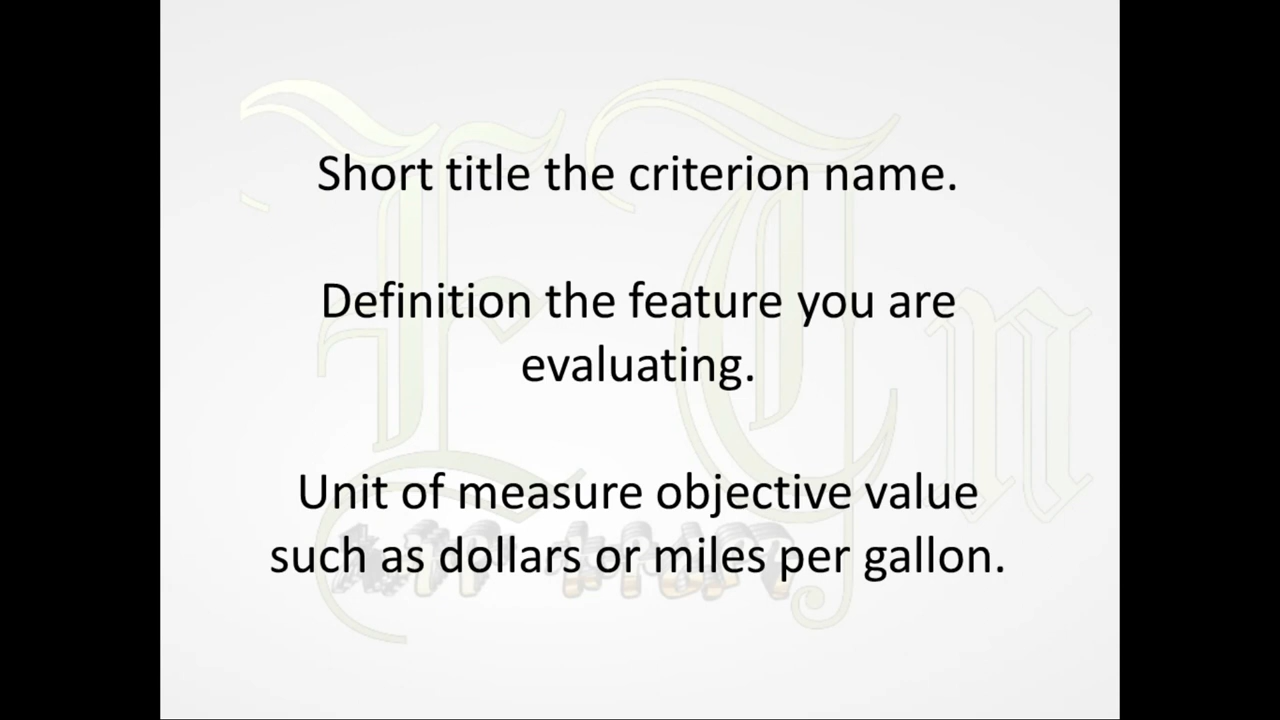 Short title the criterion name.
Definition the feature you are
evaluating.
Unit of measure objective value
such as dollars or miles per gallon.